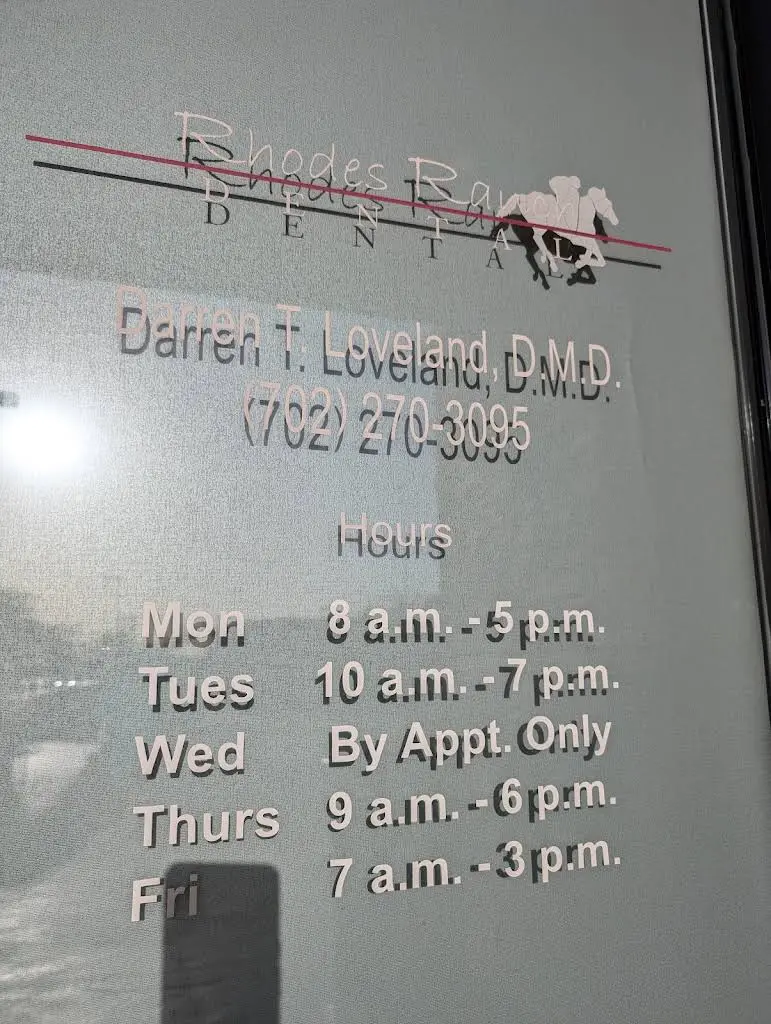 Rhodes Ranch
DENTAL
Darren T. Loveland, D.M.D.
(702) 270-3095
Hours
Mon 8 a.m. - 5 p.m.
Tues 10 a.m. - 7 p.m.
Wed By Appt. Only
Thurs 9 a.m. - 6 p.m.
Fri 7 a.m. - 3 p.m.